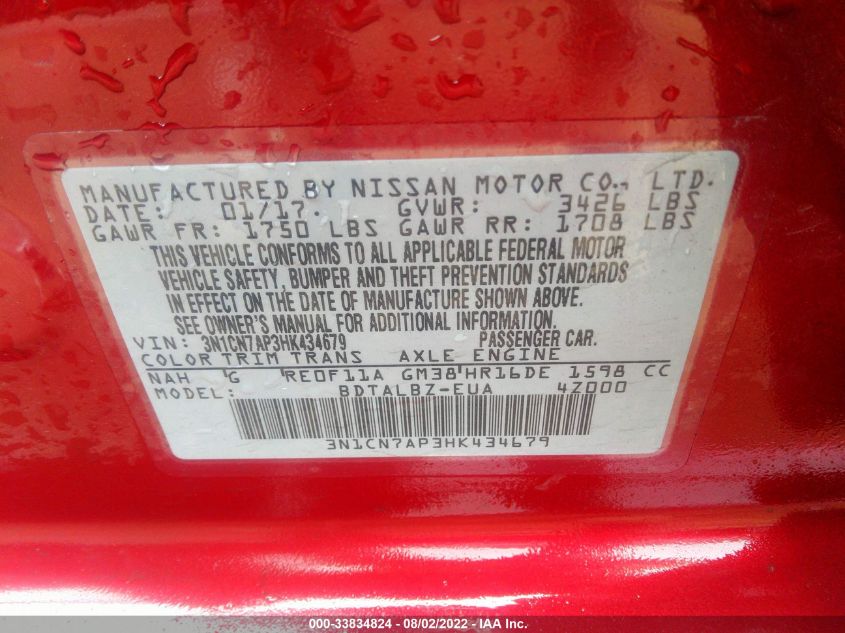 MANUFACTURED BY NISSAN MOTOR CO., LTD.
DATE: 01/17. GVWR: 3426 LBS
GAWR FR: 1750 LBS GAWR RR: 1708 LBS
THIS VEHICLE CONFORMS TO ALL APPLICABLE FEDERAL MOTOR
VEHICLE SAFETY, BUMPER AND THEFT PREVENTION STANDARDS
IN EFFECT ON THE DATE OF MANUFACTURE SHOWN ABOVE.
SEE OWNER'S MANUAL FOR ADDITIONAL INFORMATION.
VIN: 3N1CN7AP3HK434679 PASSENGER CAR.
COLOR TRIM TRANS AXLE ENGINE
NAH G RE0F11A GM38 HR16DE 1598 CC
MODEL: BDTALBZ-EUA 4Z000
3N1CN7AP3HK434679
000-33834824 - 08/02/2022 - IAA Inc.